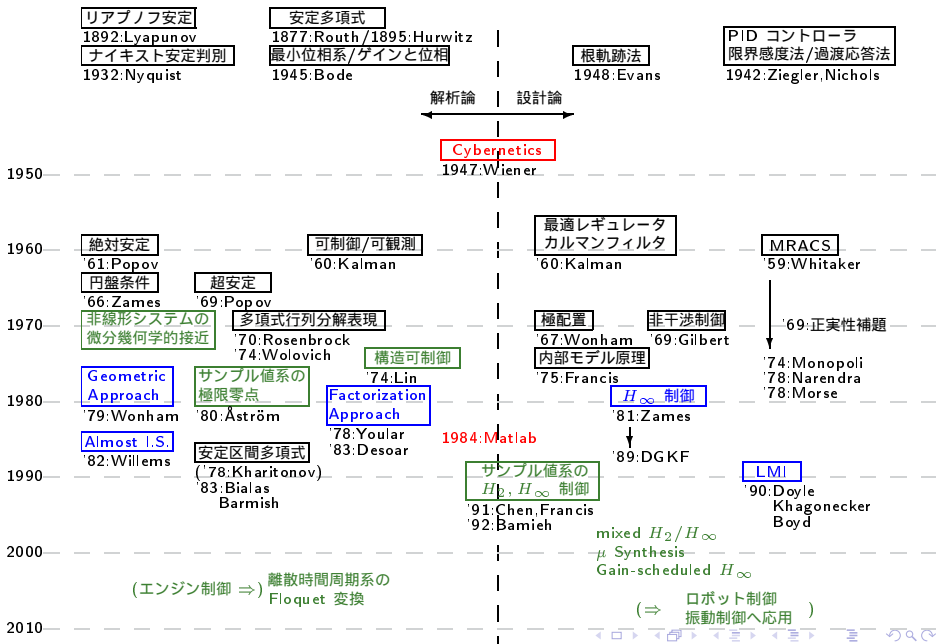 リアプノフ安定
1892:Lyapunov
ナイキスト安定判別
1932:Nyquist
安定多項式
1877:Routh/1895:Hurwitz
最小位相系/ゲインと位相
1945:Bode
根軌跡法
1948:Evans
PID コントローラ
限界感度法/過渡応答法
1942:Ziegler,Nichols
解析論
設計論
Cybernetics
1947:Wiener
1950
1960
絶対安定
'61:Popov
円盤条件
'66:Zames
超安定
'69:Popov
可制御/可観測
'60:Kalman
最適レギュレータ
カルマンフィルタ
'60:Kalman
MRACS
'59:Whitaker
1970
非線形システムの
微分幾何学的接近
多項式行列分解表現
'70:Rosenbrock
'74:Wolovich
構造可制御
'74:Lin
極配置
'67:Wonham
非干渉制御
'69:Gilbert
内部モデル原理
'75:Francis
'69:正実性補題
'74:Monopoli
'78:Narendra
'78:Morse
1980
Geometric
Approach
'79:Wonham
サンプル値系の
極限零点
'80:Åström
Factorization
Approach
'78:Yoular
'83:Desoar
H∞ 制御
'81:Zames
'89:DGKF
Almost I.S.
'82:Willems
安定区間多項式
('78:Kharitonov)
'83:Bialas
Barmish
1984:Matlab
1990
サンプル値系の
H2, H∞ 制御
'91:Chen,Francis
'92:Bamieh
LMI
'90:Doyle
Khagonecker
Boyd
mixed H2/H∞
μ Synthesis
Gain-scheduled H∞
2000
(エンジン制御 ⇒) 離散時間周期系の
Floquet 変換
(⇒ ロボット制御
振動制御へ応用 )
2010